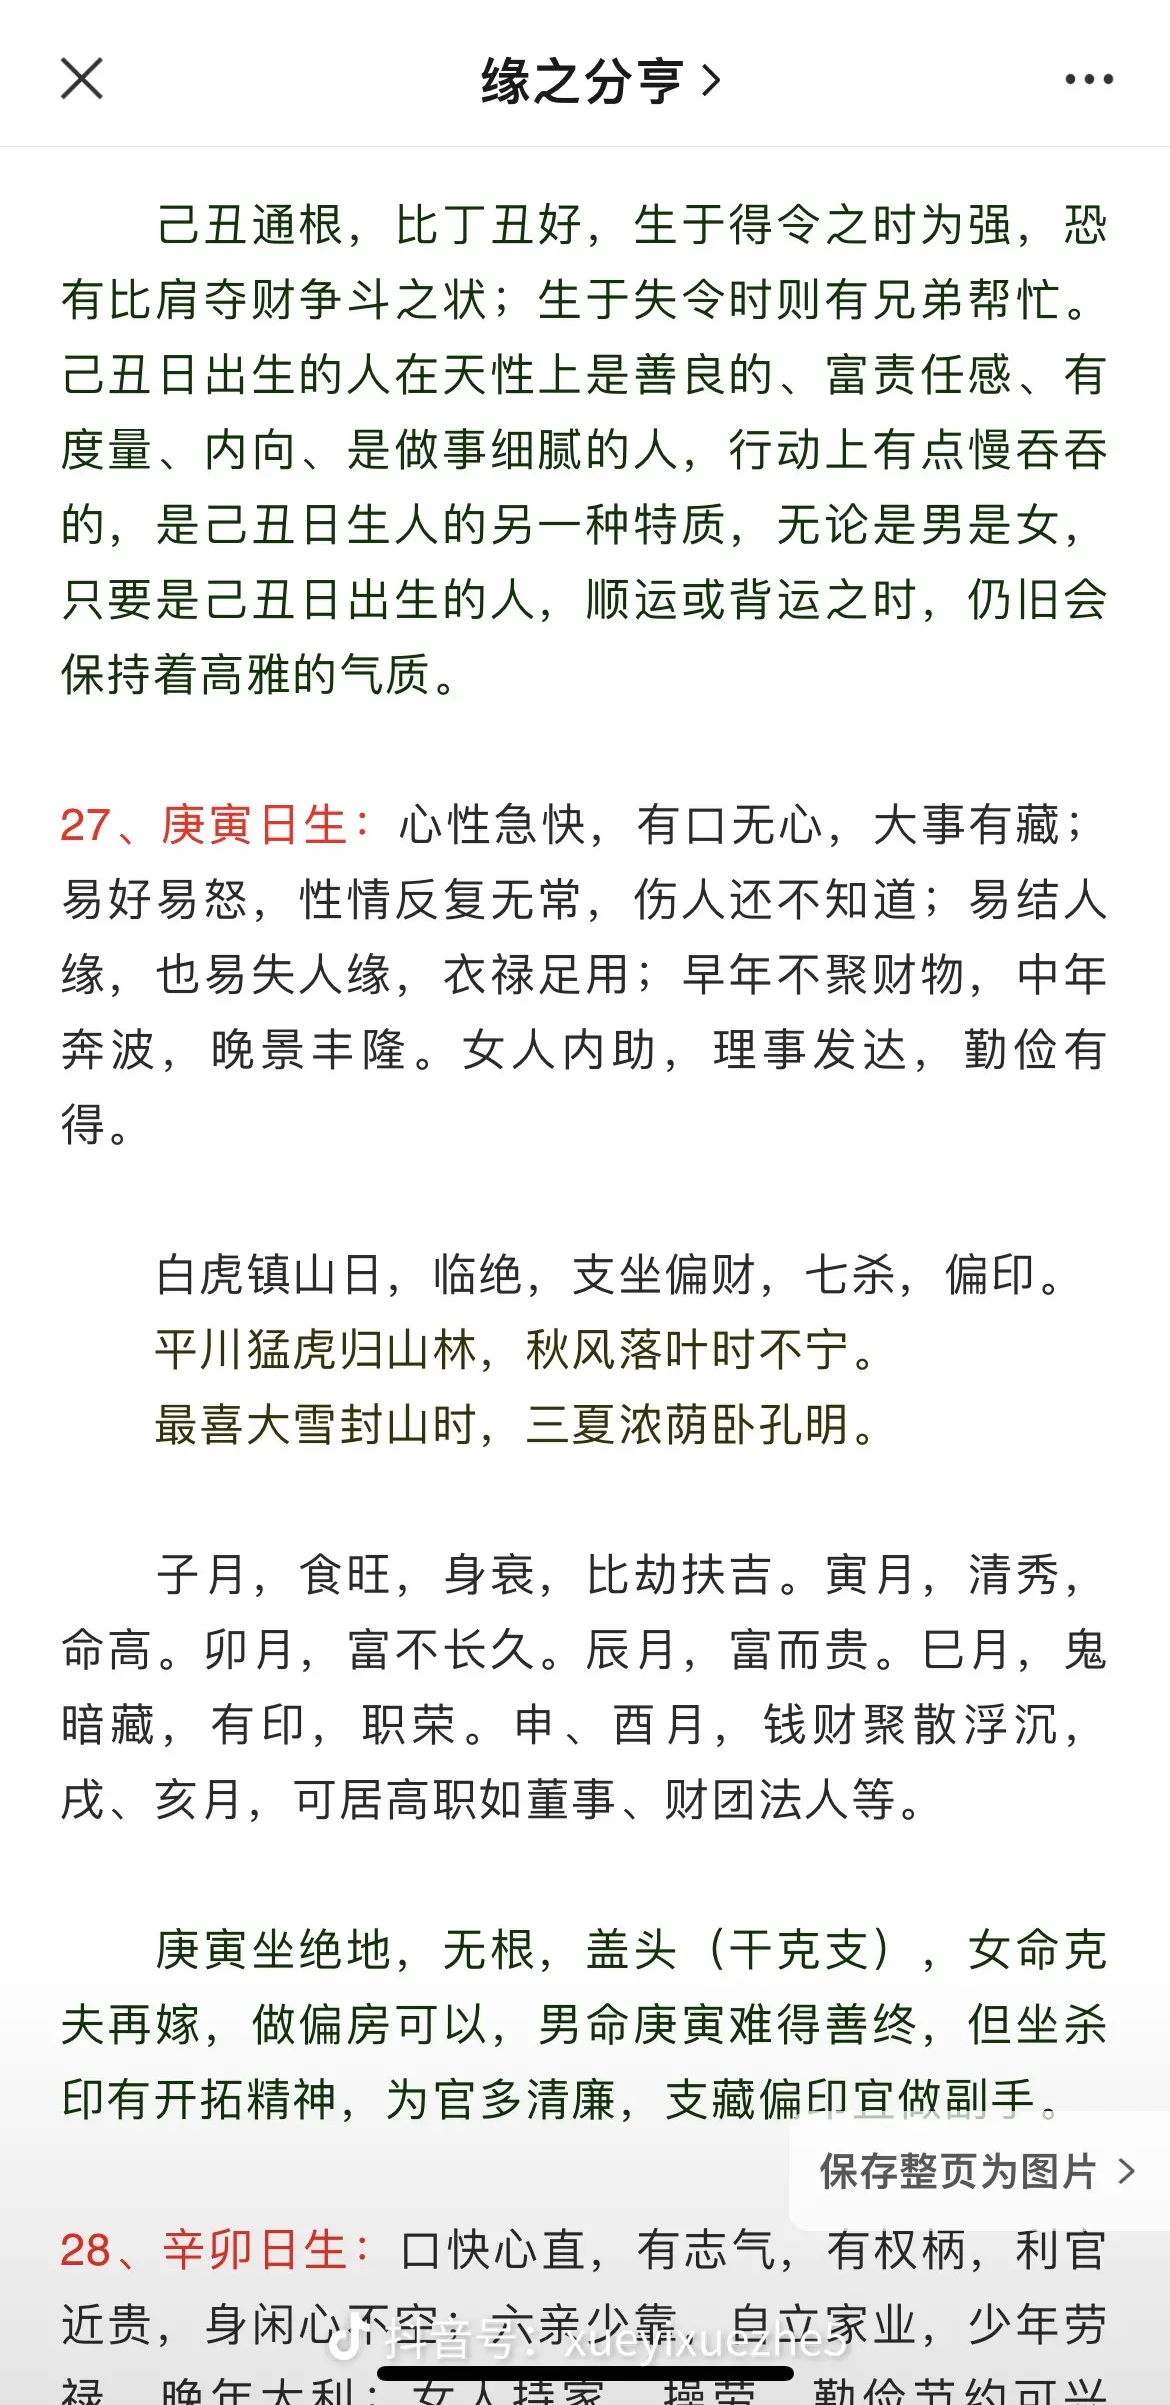 缘之分亨
己丑通根，比丁丑好，生于得令之时为强，恐
有比肩夺财争斗之状；生于失令时则有兄弟帮忙。
己丑日出生的人在天性上是善良的、富责任感、有
度量、内向、是做事细腻的人，行动上有点慢吞吞
的，是己丑日生人的另一种特质，无论是男是女，
只要是己丑日出生的人，顺运或背运之时，仍旧会
保持着高雅的气质。
27、庚寅日生：心性急快，有口无心，大事有藏；
易好易怒，性情反复无常，伤人还不知道；易结人
缘，也易失人缘，衣禄足用；早年不聚财物，中年
奔波，晚景丰隆。女人内助，理事发达，勤俭有
得。
白虎镇山日，临绝，支坐偏财，七杀，偏印。
平川猛虎归山林，秋风落叶时不宁。
最喜大雪封山时，三夏浓荫卧孔明。
子月，食旺，身衰，比劫扶吉。寅月，清秀，
命高。卯月，富不长久。辰月，富而贵。巳月，鬼
暗藏，有印，职荣。申、酉月，钱财聚散浮沉，
戌、亥月，可居高职如董事、财团法人等。
庚寅坐绝地，无根，盖头（干克支），女命克
夫再嫁，做偏房可以，男命庚寅难得善终，但坐杀
印有开拓精神，为官多清廉，支藏偏印宜做副手。
保存整页为图片
28、辛卯日生：口快心直，有志气，有权柄，利官
近贵，身闲心不空；六亲少靠，自立家业，少年劳
抖音号：xueyixuezhe5
禄，晚年大利；女人持家，操劳，勤俭节约可兴